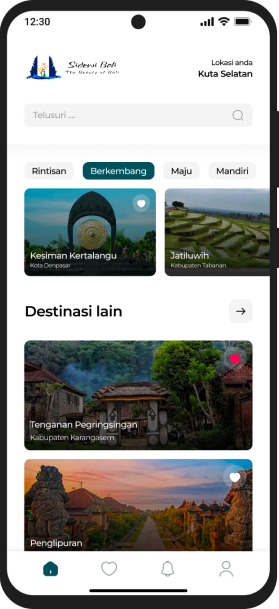 12:30
Sidewi Bali
The Beauty of Bali
Lokasi anda
Kuta Selatan
Telusuri ...
Rintisan
Berkembang
Maju
Mandiri
Kesiman Kertalangu
Kota Denpasar
Jatiluwih
Kabupaten Tabanan
Destinasi lain
Tenganan Pegringsingan
Kabupaten Karangasem
Penglipuran